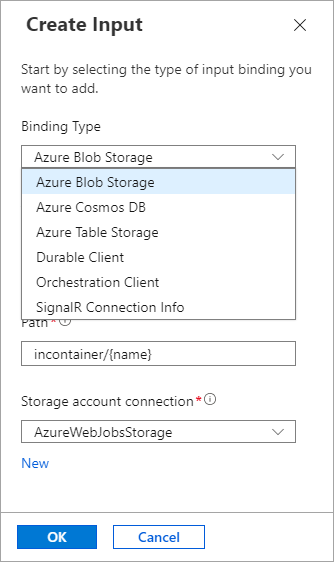 Create Input
Start by selecting the type of input binding you
want to add.
Binding Type
Azure Blob Storage
Azure Blob Storage
Azure Cosmos DB
Azure Table Storage
Durable Client
Orchestration Client
SignalR Connection Info
Path*
incontainer/{name}
Storage account connection*
AzureWebJobsStorage
New
OK
Cancel